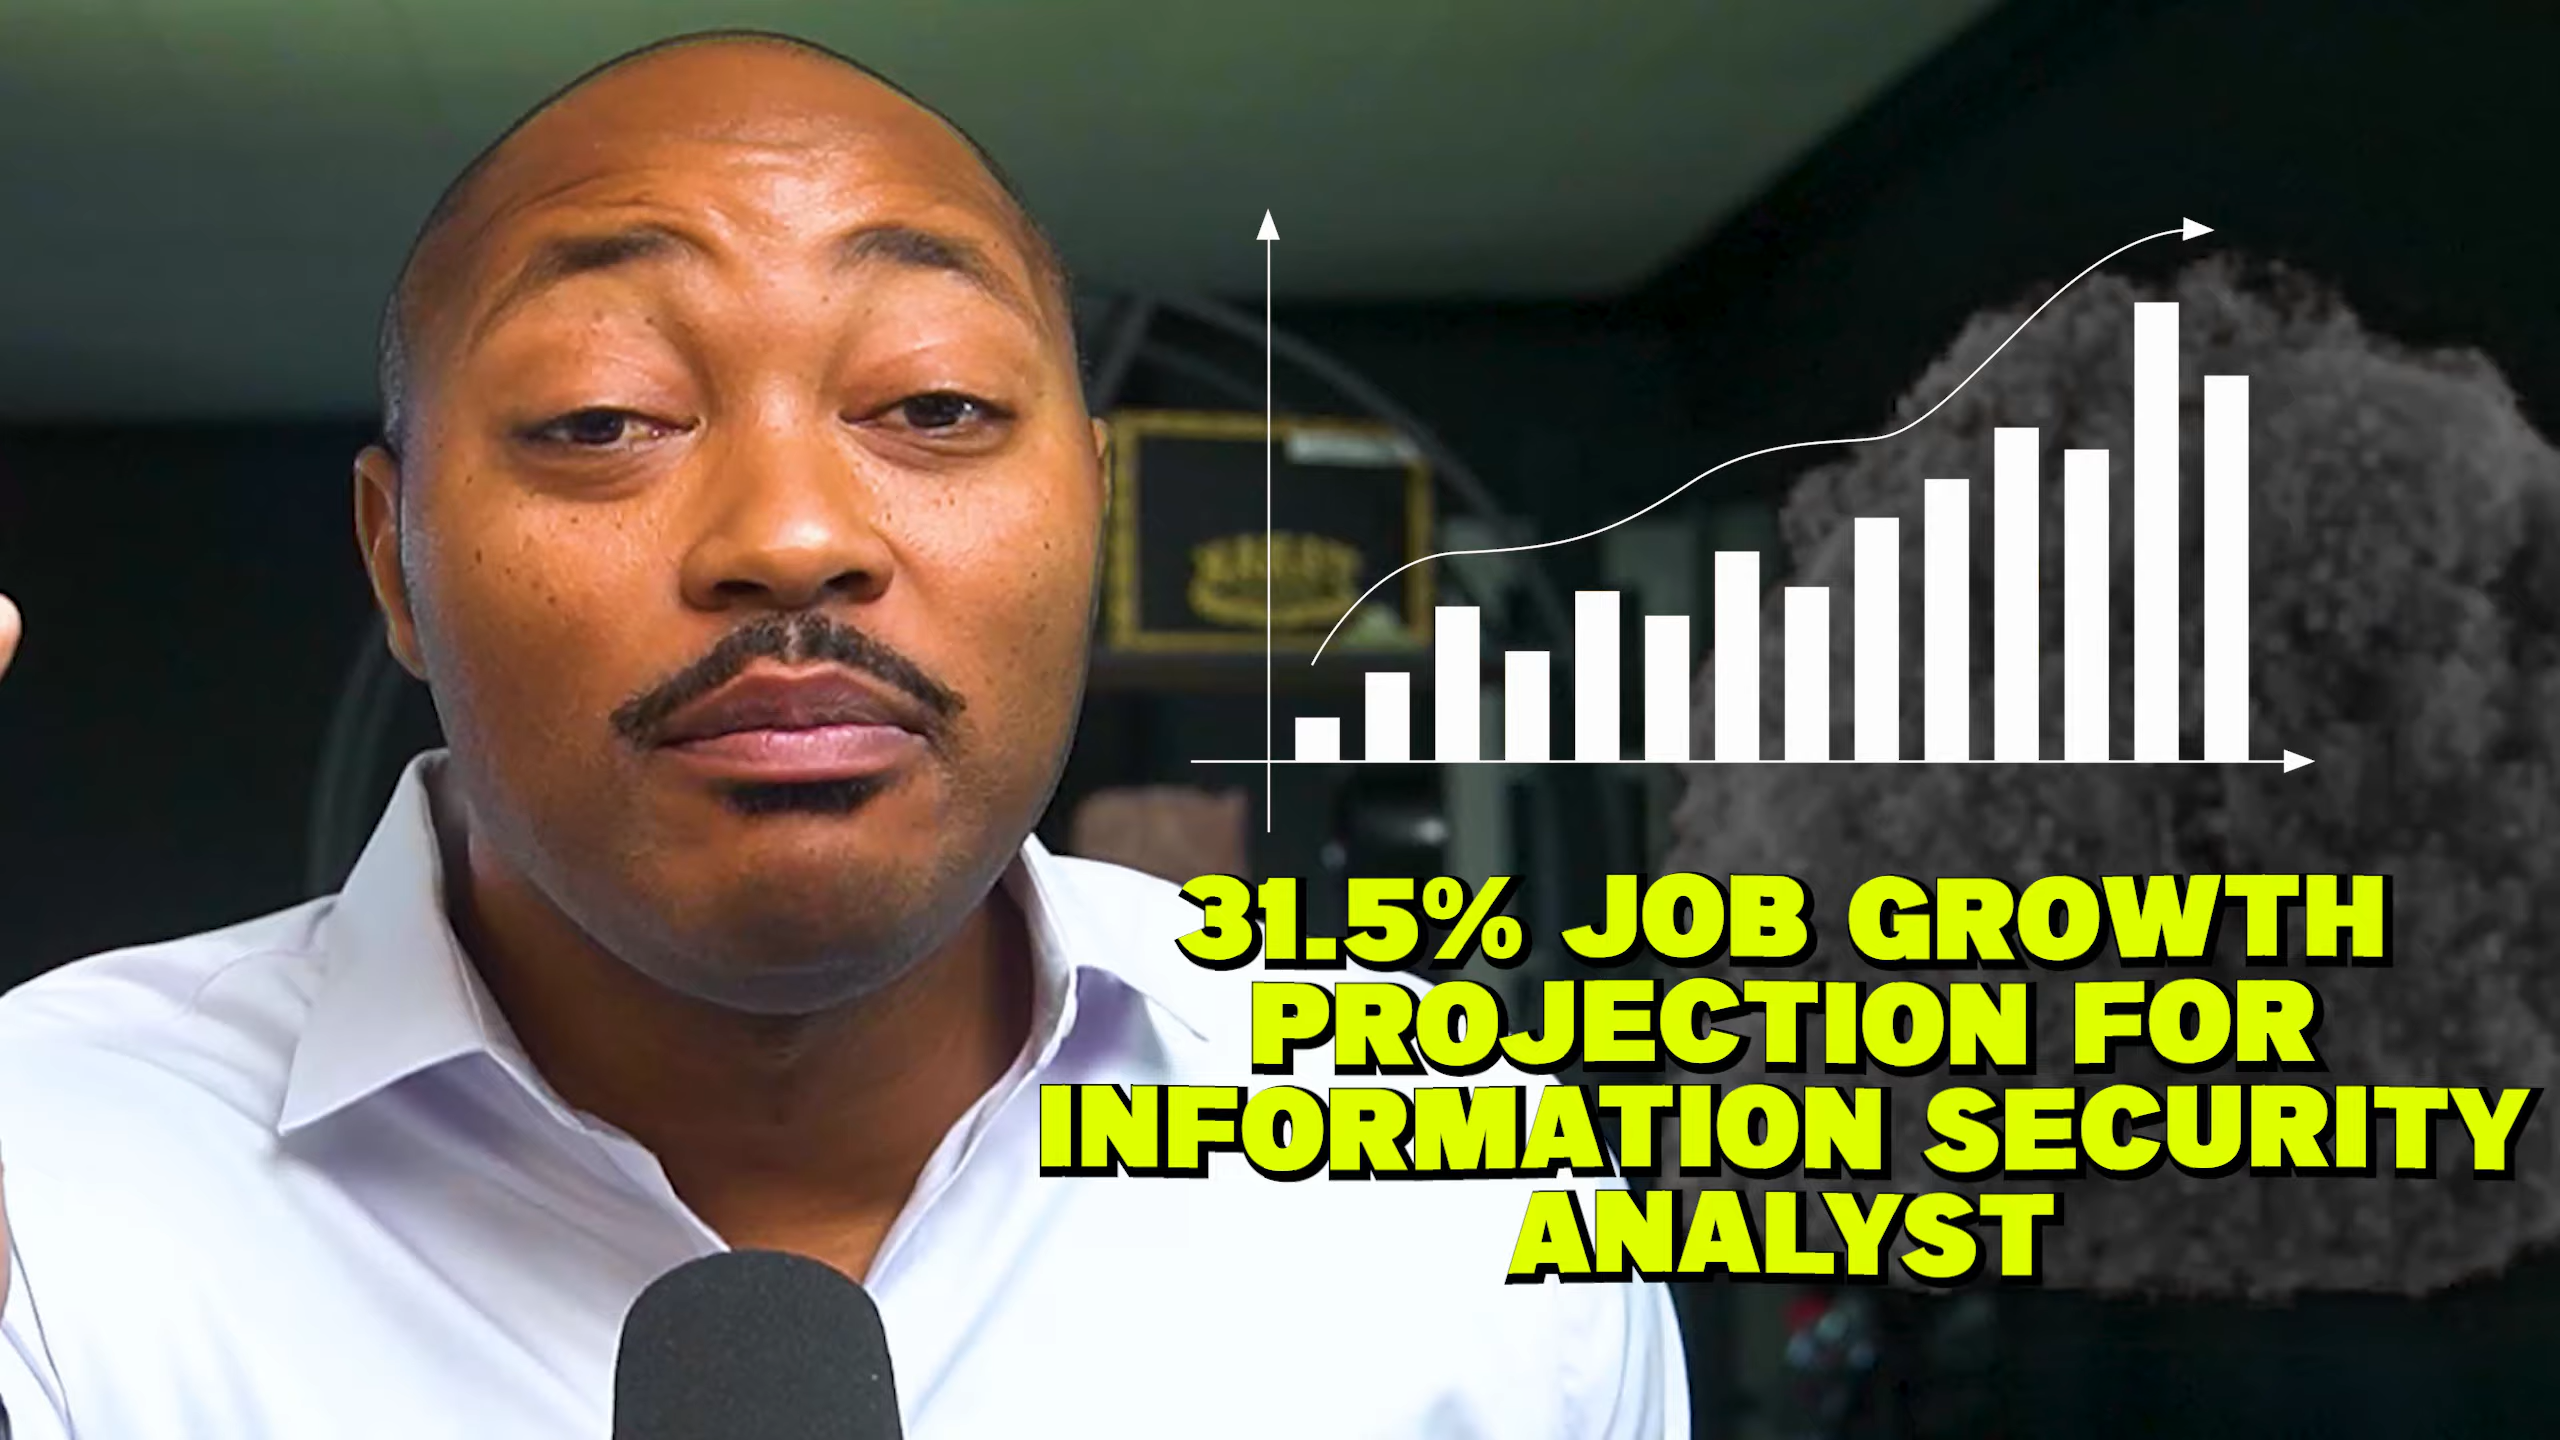 31.5% JOB GROWTH
PROJECTION FOR
INFORMATION SECURITY
ANALYST